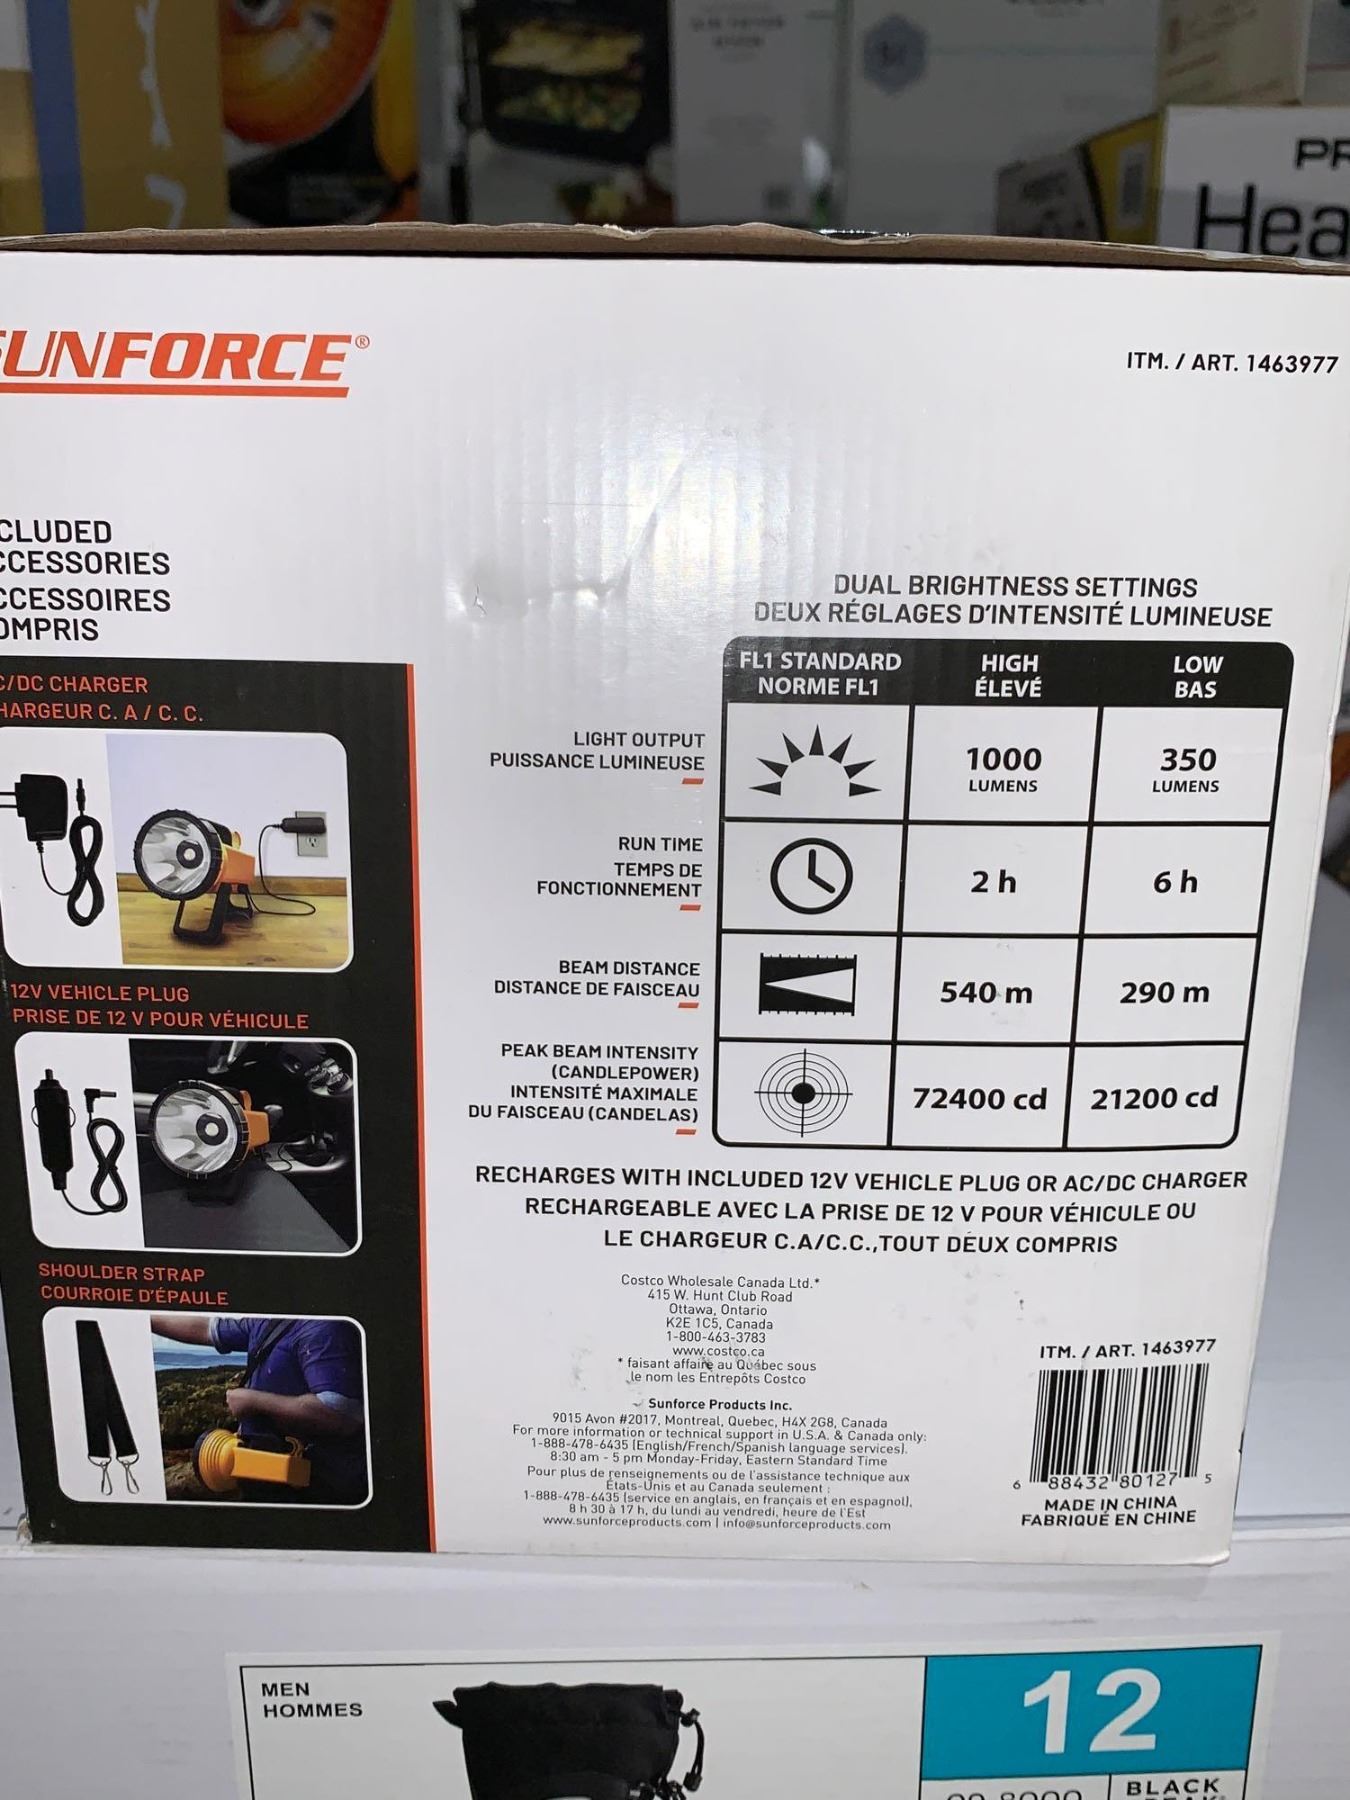 PR
Hea
UNFORCE®
ITM. / ART. 1463977
CLUDED
CCESSORIES
CCESSOIRES
OMPRIS
C/DC CHARGER
HARGEUR C. A / C. C.
12V VEHICLE PLUG
PRISE DE 12 V POUR VÉHICULE
SHOULDER STRAP
COURROIE D'ÉPAULE
DUAL BRIGHTNESS SETTINGS
DEUX RÉGLAGES D'INTENSITÉ LUMINEUSE
FL1 STANDARD
NORME FL1
HIGH
ÉLEVÉ
LOW
BAS
LIGHT OUTPUT
PUISSANCE LUMINEUSE
1000
LUMENS
350
LUMENS
RUN TIME
TEMPS DE
FONCTIONNEMENT
2 h
6 h
BEAM DISTANCE
DISTANCE DE FAISCEAU
540 m
290 m
PEAK BEAM INTENSITY
(CANDLEPOWER)
INTENSITÉ MAXIMALE
DU FAISCEAU (CANDELAS)
72400 cd
21200 cd
RECHARGES WITH INCLUDED 12V VEHICLE PLUG OR AC/DC CHARGER
RECHARGEABLE AVEC LA PRISE DE 12 V POUR VÉHICULE OU
LE CHARGEUR C.A/C.C.,TOUT DEUX COMPRIS
Costco Wholesale Canada Ltd.*
415 W. Hunt Club Road
Ottawa, Ontario
K2E 1C5, Canada
1-800-463-3783
www.costco.ca
* faisant affaire au Québec sous
le nom les Entrepôts Costco
Sunforce Products Inc.
9015 Avon #2017, Montreal, Quebec, H4X 2G8, Canada
For more information or technical support in U.S.A. & Canada only:
1-888-478-6435 (English/French/Spanish language services).
8:30 am - 5 pm Monday-Friday, Eastern Standard Time
Pour plus de renseignements ou de l'assistance technique aux
États-Unis et au Canada seulement :
1-888-478-6435 (service en anglais, en français et en espagnol),
8 h 30 à 17 h, du lundi au vendredi, heure de l'Est
www.sunforceproducts.com | info@sunforceproducts.com
ITM. / ART. 1463977
6 88432 80127 5
MADE IN CHINA
FABRIQUÉ EN CHINE
MEN
HOMMES
12
BLACK